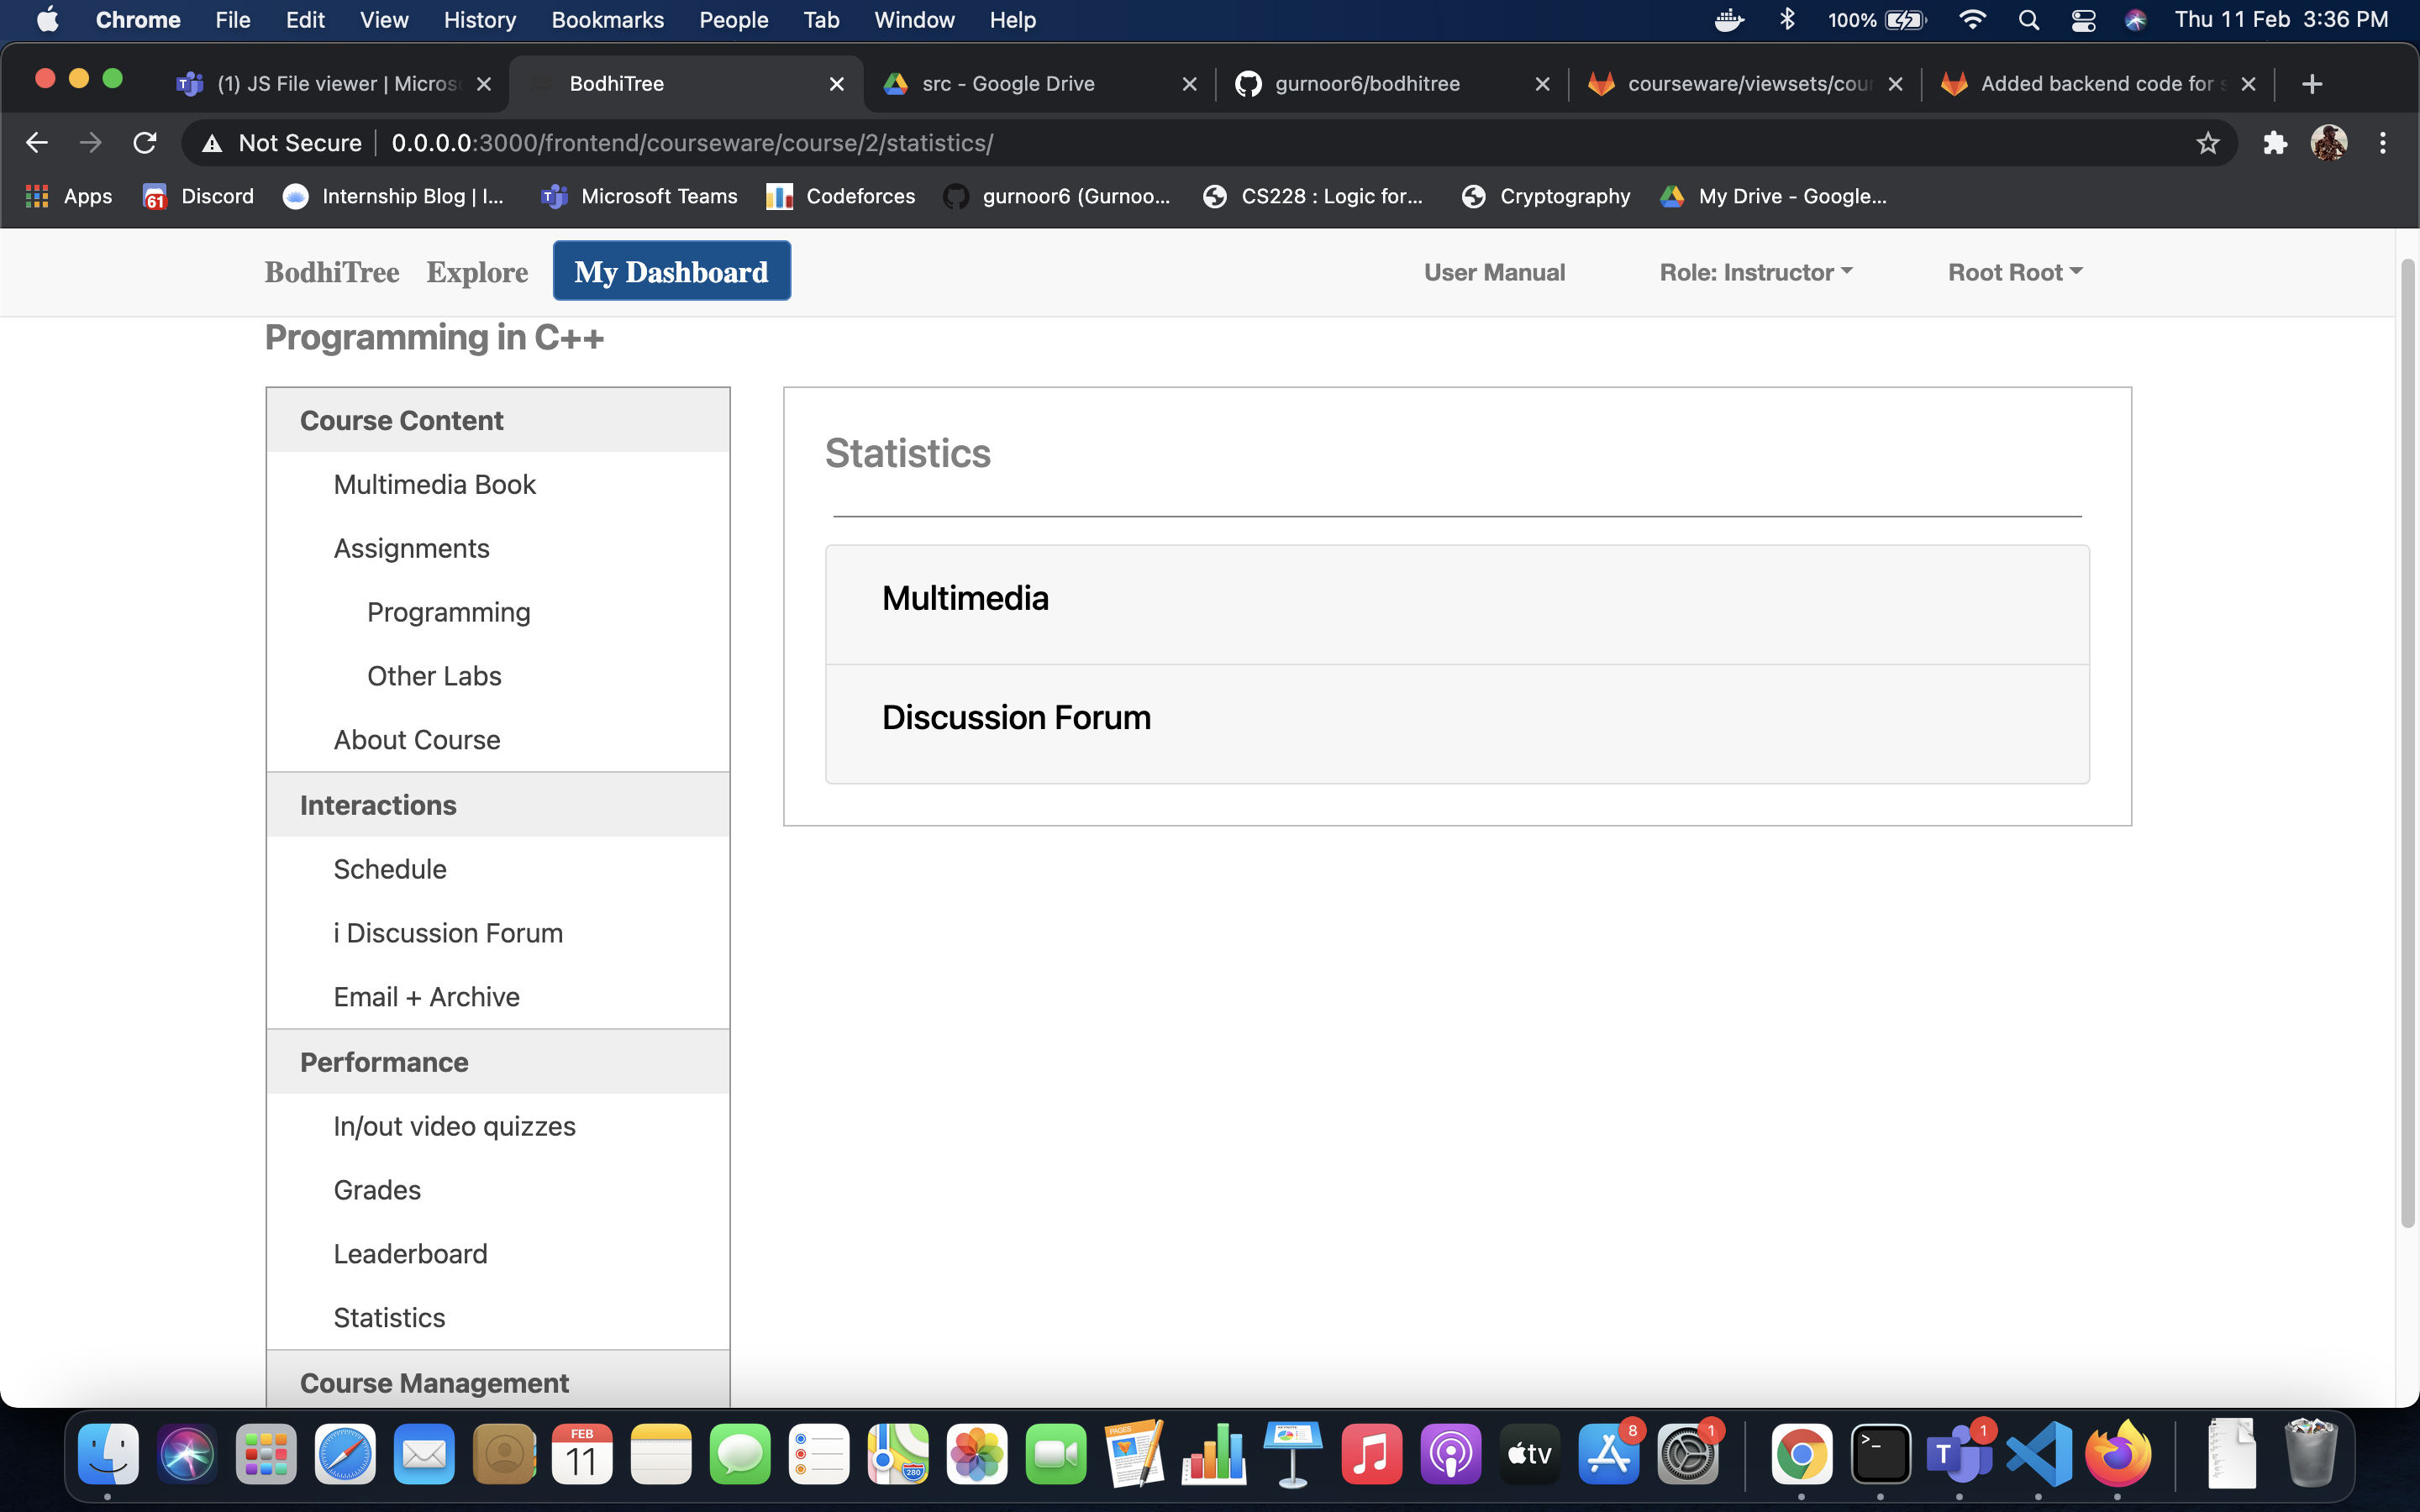 Chrome File Edit View History Bookmarks People Tab Window Help 100% Thu 11 Feb 3:36 PM
(1) JS File viewer | Micros BodhiTree src - Google Drive gurnoor6/bodhitree courseware/viewsets/cour Added backend code for s
Not Secure 0.0.0.0:3000/frontend/courseware/course/2/statistics/
Apps 61 Discord Internship Blog | I... Microsoft Teams Codeforces gurnoor6 (Gurnoo... CS228 : Logic for... Cryptography My Drive - Google...
BodhiTree Explore My Dashboard User Manual Role: Instructor Root Root
Programming in C++
Course Content
Multimedia Book
Assignments
Programming
Other Labs
About Course
Interactions
Schedule
i Discussion Forum
Email + Archive
Performance
In/out video quizzes
Grades
Leaderboard
Statistics
Course Management
Statistics
Multimedia
Discussion Forum
FEB
11
280
PAGES
tv
8
1
>_
T
1